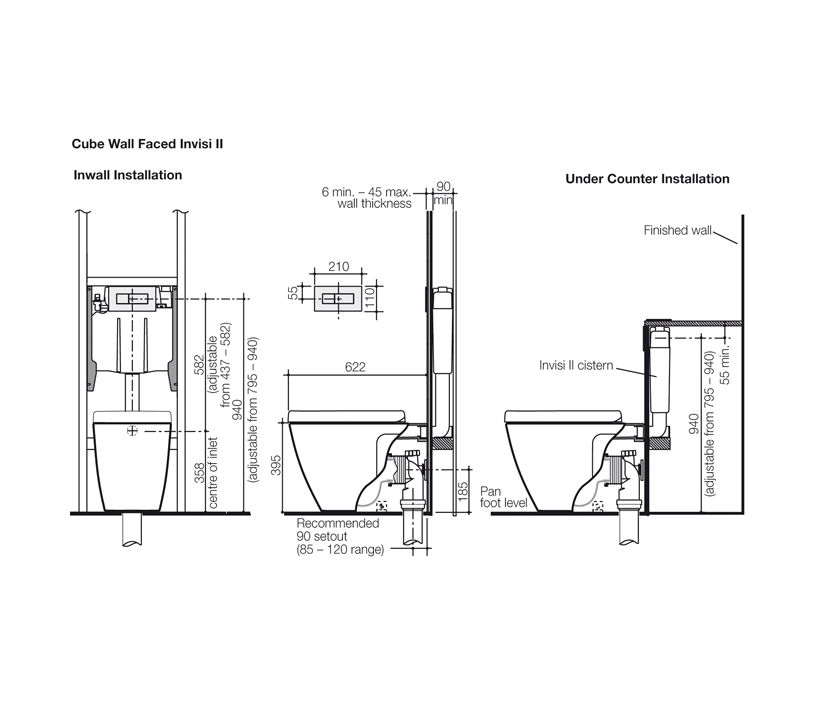 Cube Wall Faced Invisi II
Inwall Installation
Under Counter Installation
6 min. – 45 max.
wall thickness
90
min
Finished wall
210
55
110
582
(adjustable
from 437 – 582)
940
(adjustable from 795 – 940)
358
centre of inlet
622
395
185
Recommended
90 setout
(85 – 120 range)
Invisi II cistern
55 min.
940
(adjustable from 795 – 940)
Pan
foot level